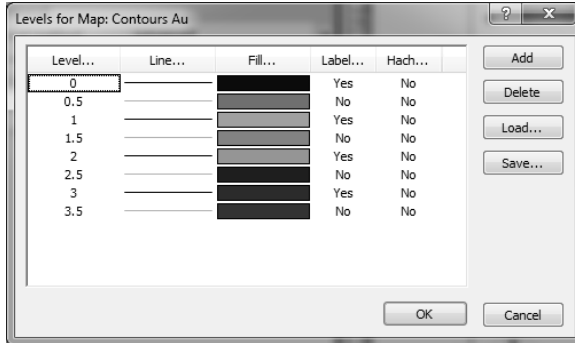 Levels for Map: Contours Au
? X
Level... Line... Fill... Label... Hach... Add
0 Yes No
0.5 No No Delete
1 Yes No Load...
1.5 No No
2 Yes No Save...
2.5 No No
3 Yes No
3.5 No No
OK Cancel